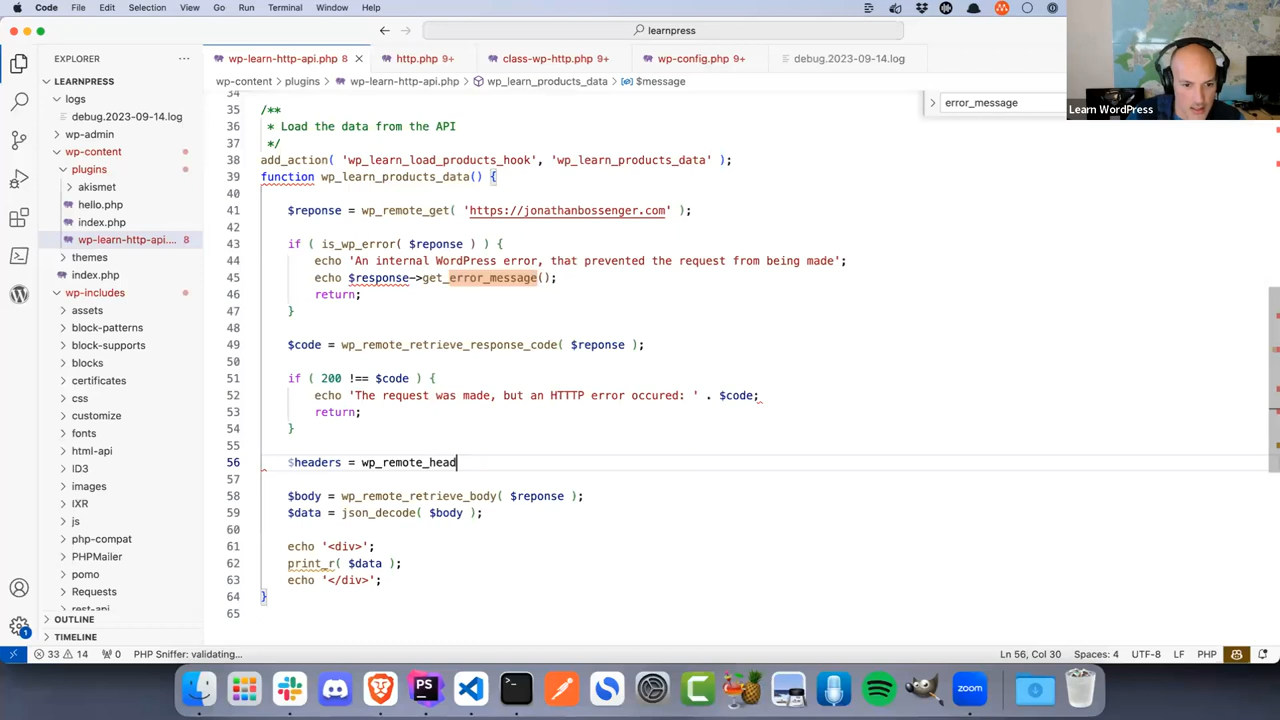 Code File Edit Selection View Go Run Terminal Window Help
learnpress
EXPLORER
wp-learn-http-api.php 8 http.php 9+ class-wp-http.php 9+ wp-config.php 9+ debug.2023-09-14.log
wp-content plugins wp-learn-http-api.php wp_learn_products_data $message
error_message
Learn WordPress
LEARNPRESS
logs
debug.2023-09-14.log
wp-admin
wp-content
plugins
akismet
hello.php
index.php
wp-learn-http-api.... 8
themes
index.php
wp-includes
assets
block-patterns
block-supports
blocks
certificates
css
customize
fonts
html-api
ID3
images
IXR
js
php-compat
PHPMailer
pomo
Requests
rest-api
OUTLINE
TIMELINE
34
35 /**
36 * Load the data from the API
37 */
38 add_action( 'wp_learn_load_products_hook', 'wp_learn_products_data' );
39 function wp_learn_products_data() {
40
41 $reponse = wp_remote_get( 'https://jonathanbossenger.com' );
42
43 if ( is_wp_error( $reponse ) ) {
44 echo 'An internal WordPress error, that prevented the request from being made';
45 echo $response->get_error_message();
46 return;
47 }
48
49 $code = wp_remote_retrieve_response_code( $reponse );
50
51 if ( 200 !== $code ) {
52 echo 'The request was made, but an HTTTP error occured: ' . $code;
53 return;
54 }
55
56 $headers = wp_remote_head
57
58 $body = wp_remote_retrieve_body( $reponse );
59 $data = json_decode( $body );
60
61 echo '<div>';
62 print_r( $data );
63 echo '</div>';
64 }
65
33 14 0 PHP Sniffer: validating... Ln 56, Col 30 Spaces: 4 UTF-8 LF PHP
1
PS
zoom